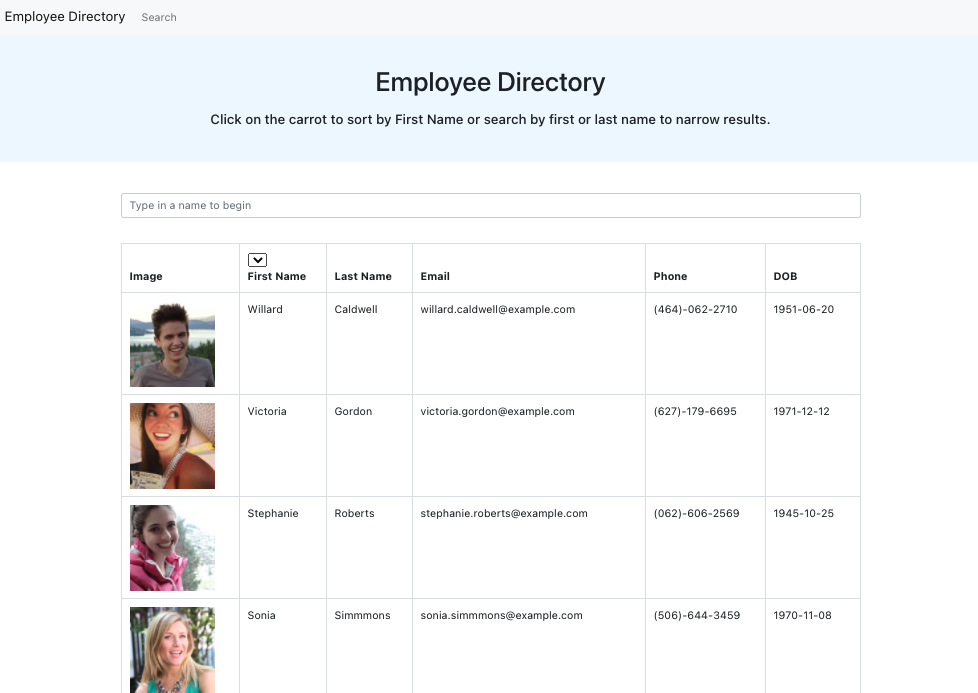 Employee Directory Search
Employee Directory
Click on the carrot to sort by First Name or search by first or last name to narrow results.
Type in a name to begin
Image First Name Last Name Email Phone DOB
Willard Caldwell willard.caldwell@example.com (464)-062-2710 1951-06-20
Victoria Gordon victoria.gordon@example.com (627)-179-6695 1971-12-12
Stephanie Roberts stephanie.roberts@example.com (062)-606-2569 1945-10-25
Sonia Simmmons sonia.simmmons@example.com (506)-644-3459 1970-11-08